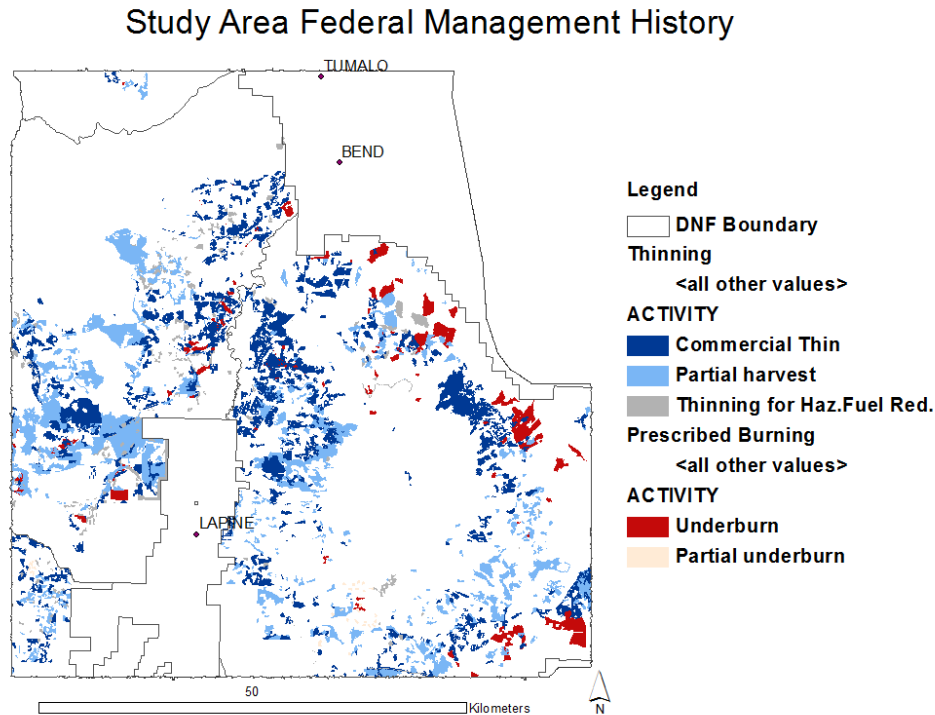 Study Area Federal Management History
TUMALO
BEND
LAPINE
Legend
DNF Boundary
Thinning
<all other values>
ACTIVITY
Commercial Thin
Partial harvest
Thinning for Haz.Fuel Red.
Prescribed Burning
<all other values>
ACTIVITY
Underburn
Partial underburn
50
Kilometers
N